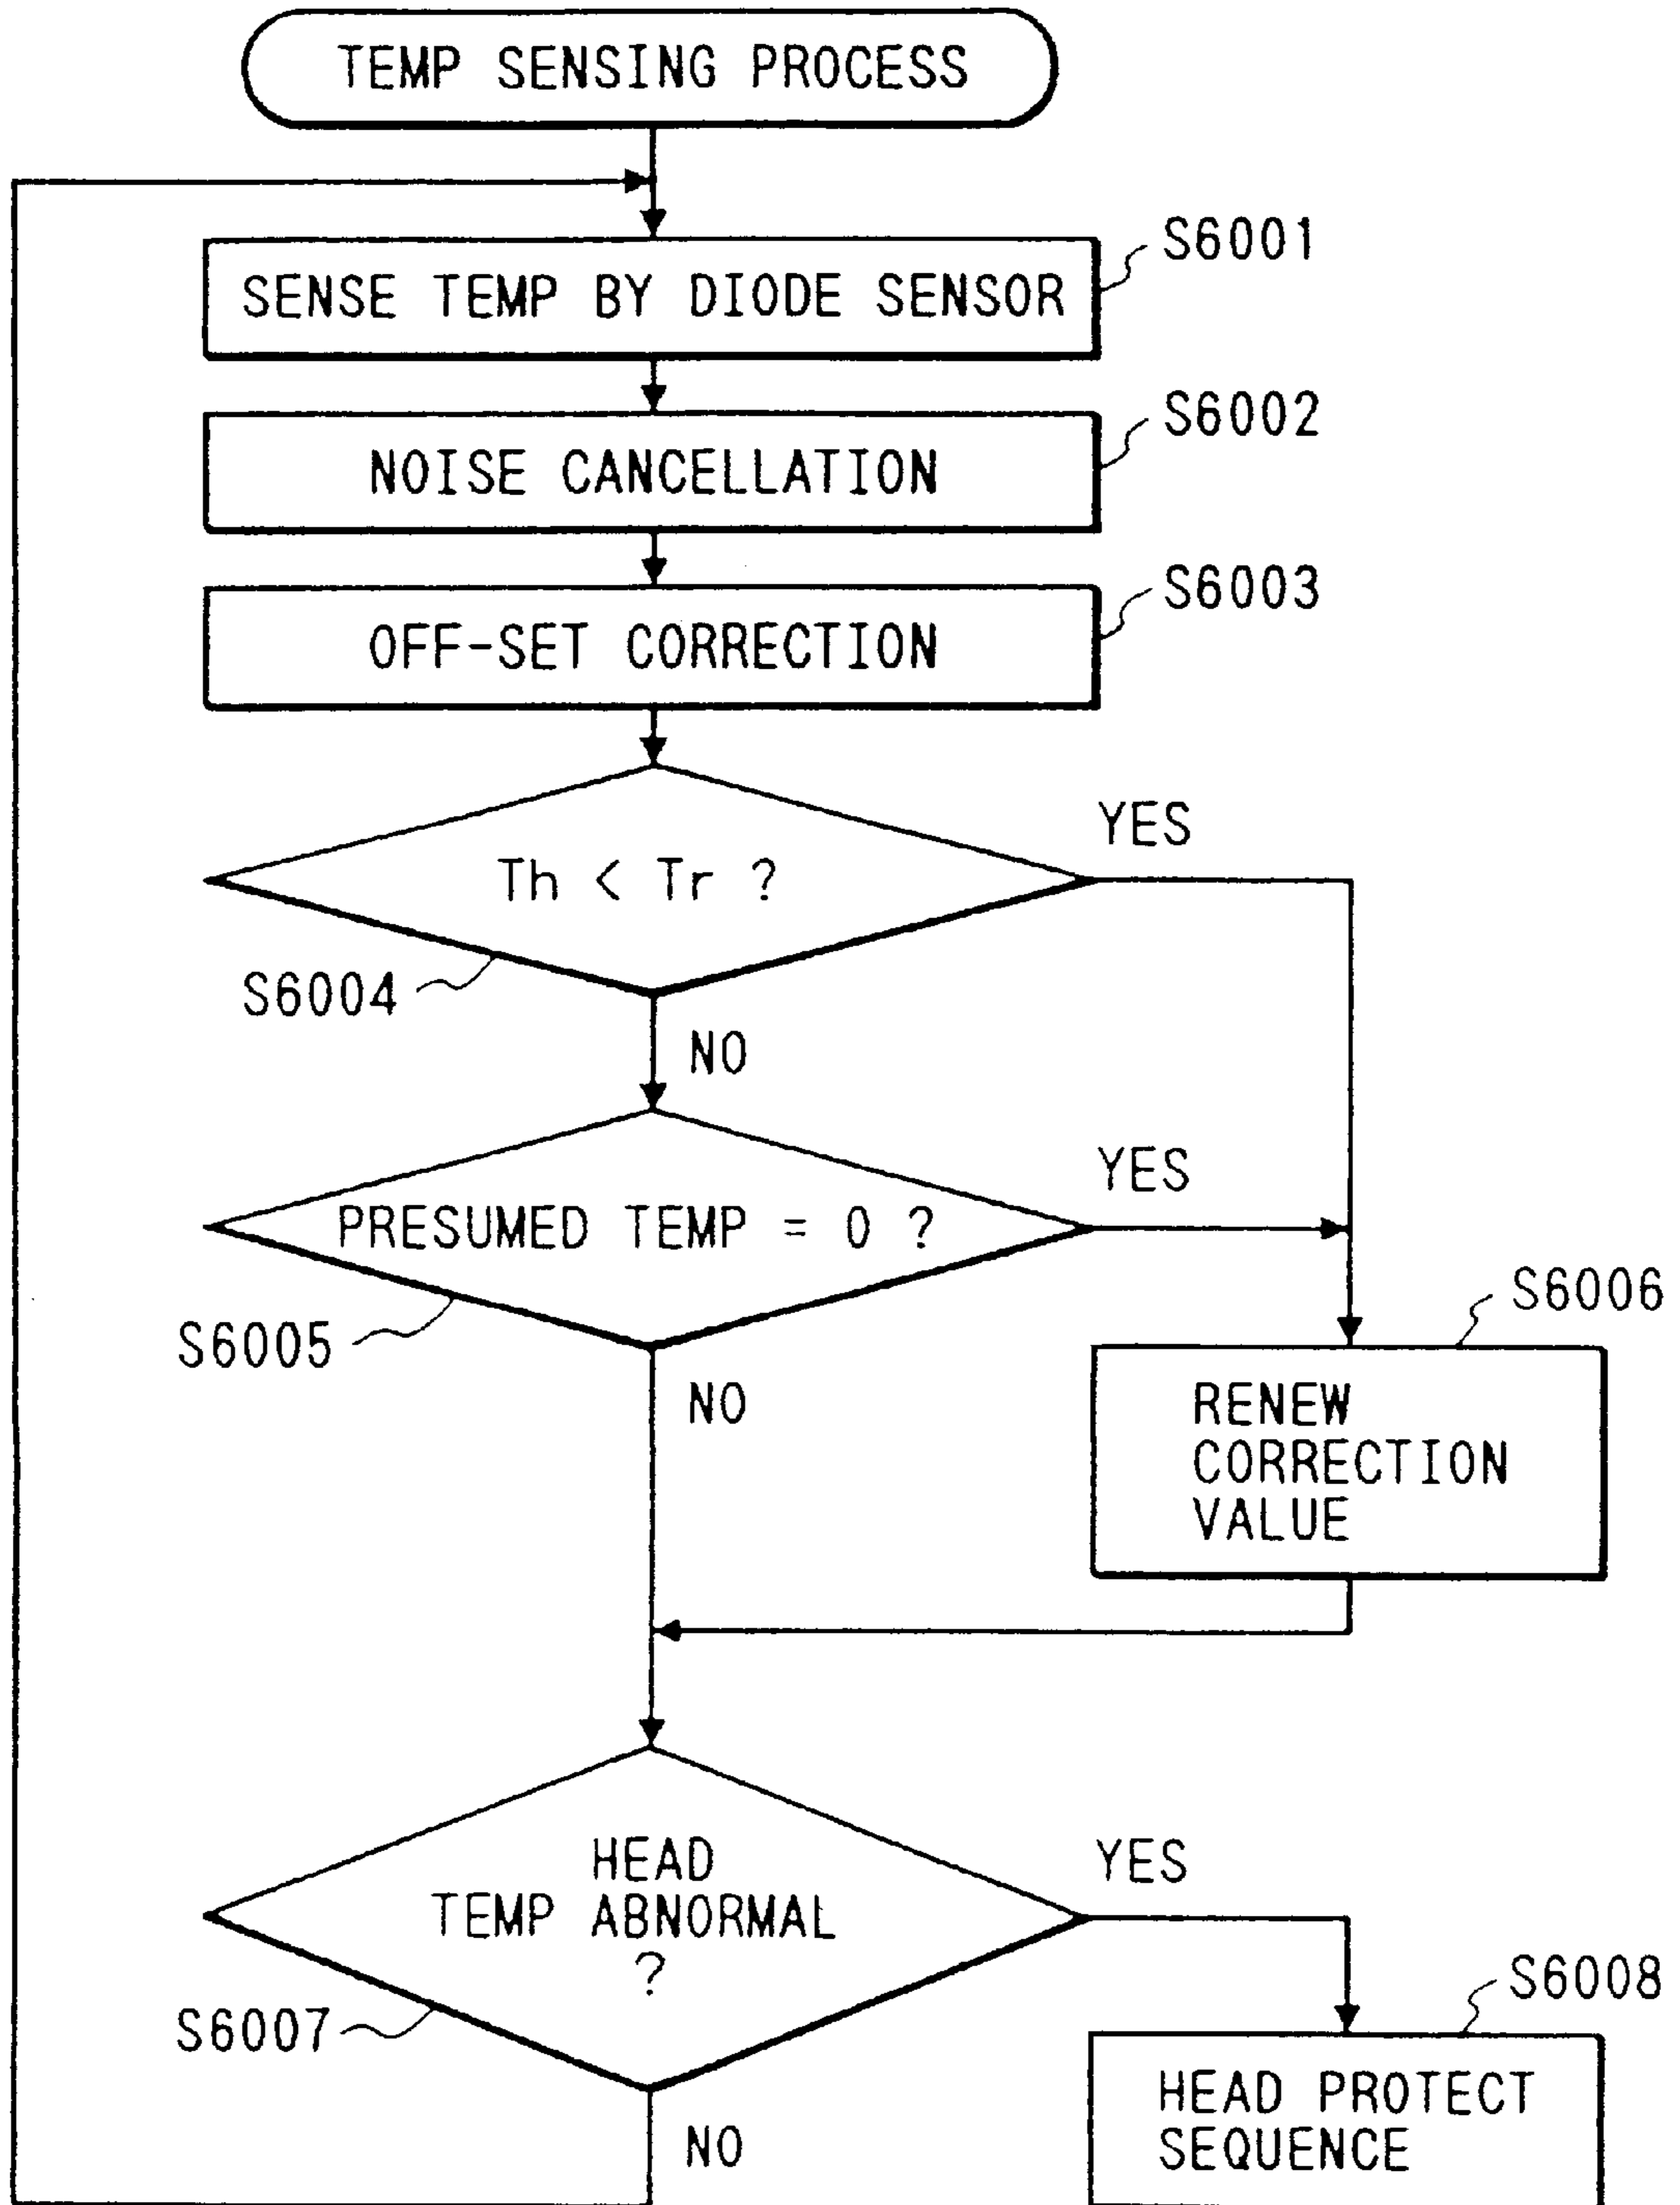 TEMP SENSING PROCESS
S6001
SENSE TEMP BY DIODE SENSOR
S6002
NOISE CANCELLATION
S6003
OFF-SET CORRECTION
YES
Th < Tr ?
S6004
NO
YES
PRESUMED TEMP = 0 ?
S6006
S6005
NO
RENEW
CORRECTION
VALUE
HEAD
TEMP ABNORMAL
?
YES
S6008
S6007
HEAD PROTECT
SEQUENCE
NO